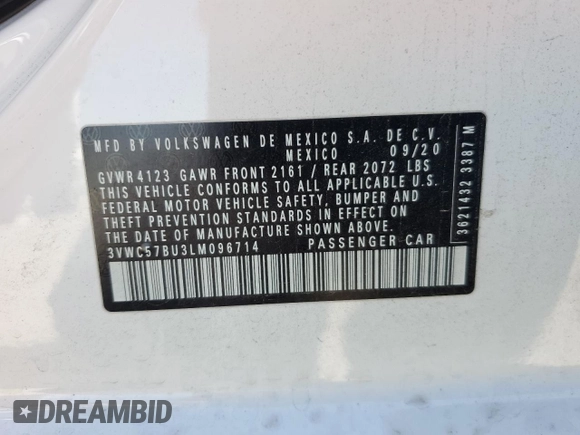 MFD BY VOLKSWAGEN DE MEXICO S.A. DE C.V.
MEXICO 09/20
GVWR 4123 GAWR FRONT 2161 / REAR 2072 LBS
THIS VEHICLE CONFORMS TO ALL APPLICABLE U.S.
FEDERAL MOTOR VEHICLE SAFETY, BUMPER AND
THEFT PREVENTION STANDARDS IN EFFECT ON
THE DATE OF MANUFACTURE SHOWN ABOVE.
3VWC57BU3LM096714 PASSENGER CAR
36211432 3387 M
DREAMBID